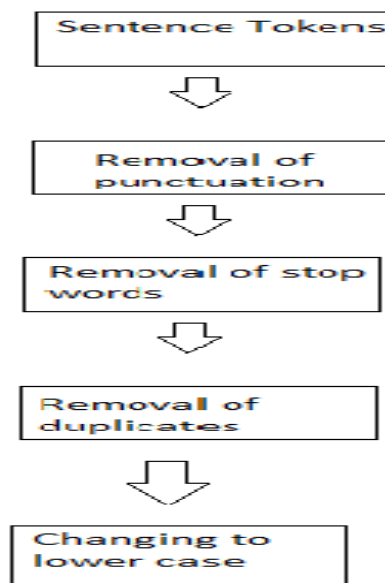 Sentence Tokens
Removal of
punctuation
Removal of stop
words
Removal of
duplicates
Changing to
lower case